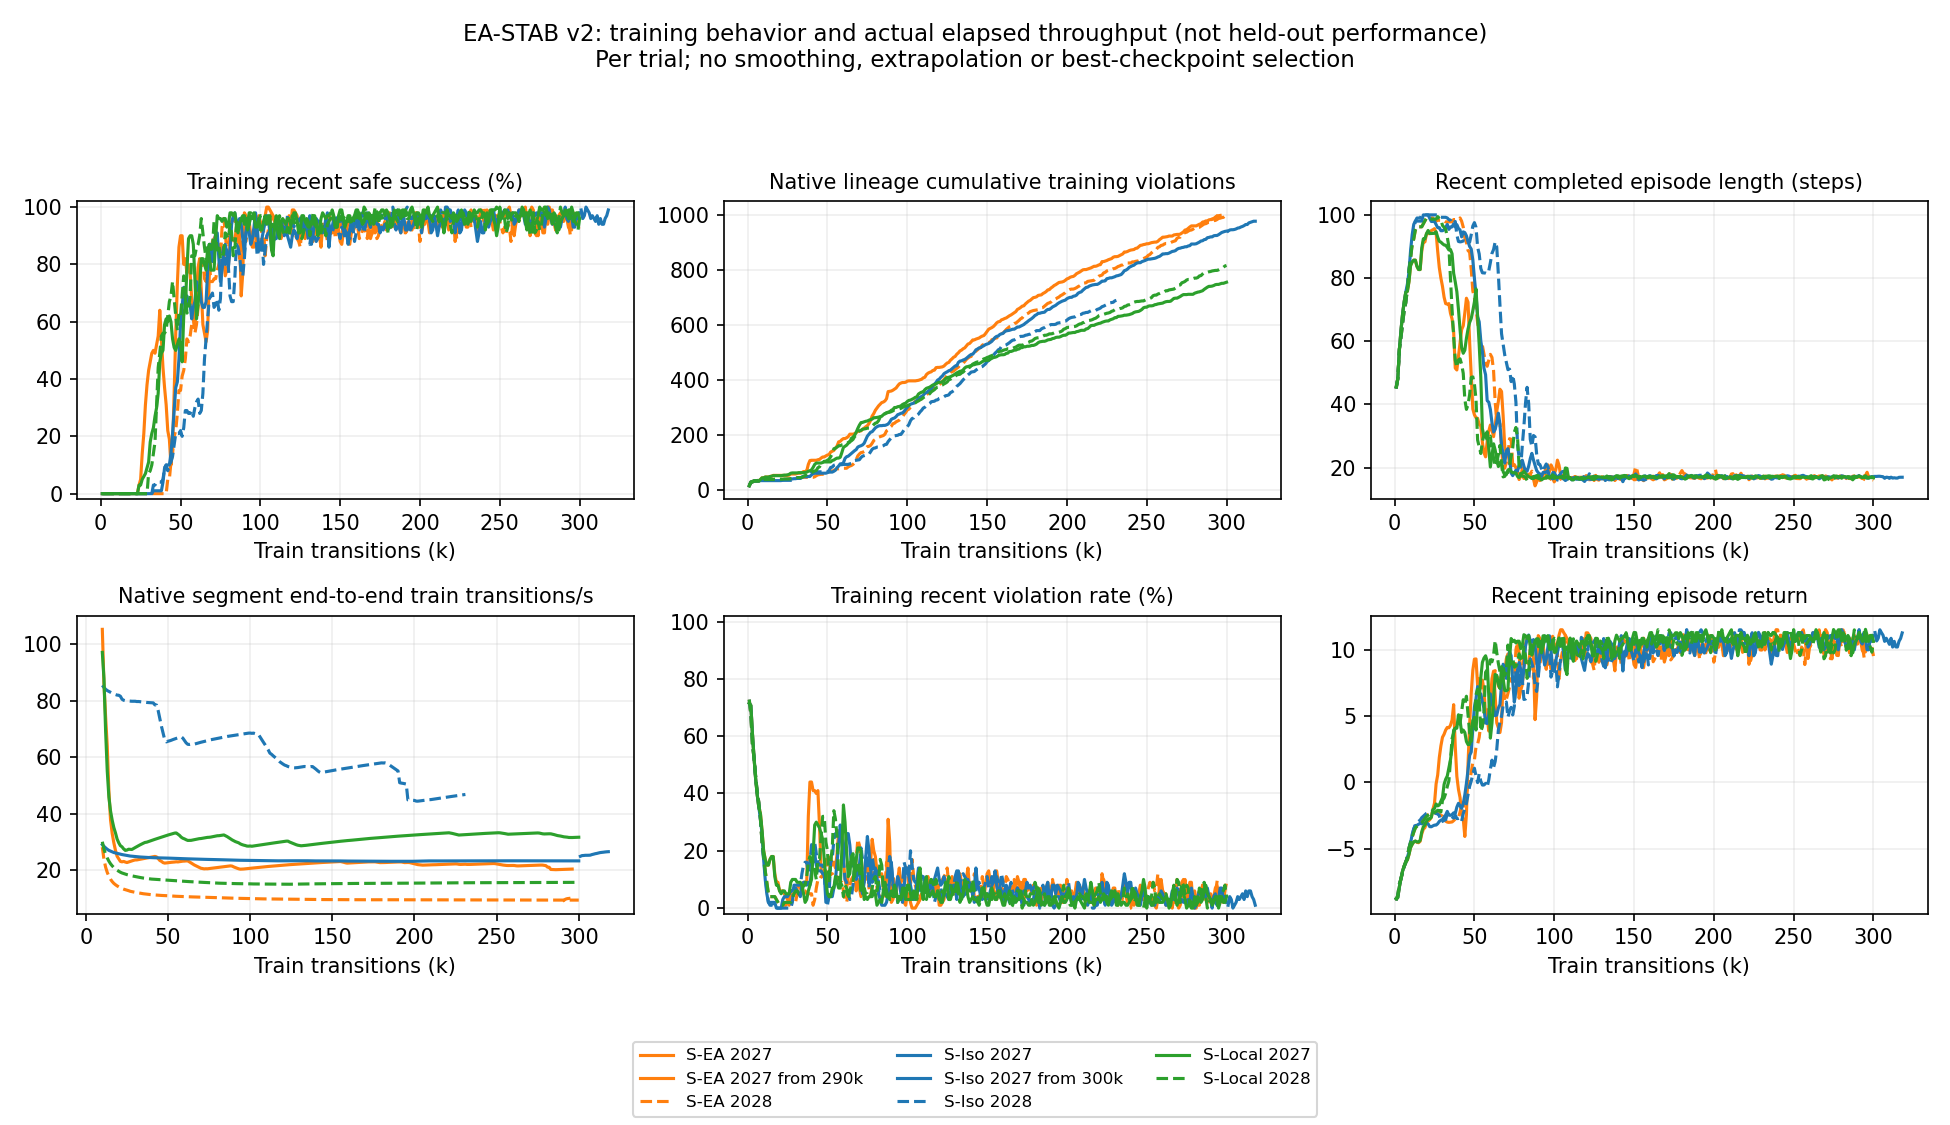 EA-STAB v2: training behavior and actual elapsed throughput (not held-out performance)
Per trial; no smoothing, extrapolation or best-checkpoint selection
Training recent safe success (%)
100
80
60
40
20
0
0 50 100 150 200 250 300
Train transitions (k)
Native lineage cumulative training violations
1000
800
600
400
200
0
0 50 100 150 200 250 300
Train transitions (k)
Recent completed episode length (steps)
100
80
60
40
20
0 50 100 150 200 250 300
Train transitions (k)
Native segment end-to-end train transitions/s
100
80
60
40
20
0 50 100 150 200 250 300
Train transitions (k)
Training recent violation rate (%)
100
80
60
40
20
0
0 50 100 150 200 250 300
Train transitions (k)
Recent training episode return
10
5
0
−5
0 50 100 150 200 250 300
Train transitions (k)
S-EA 2027
S-EA 2027 from 290k
S-EA 2028
S-Iso 2027
S-Iso 2027 from 300k
S-Iso 2028
S-Local 2027
S-Local 2028